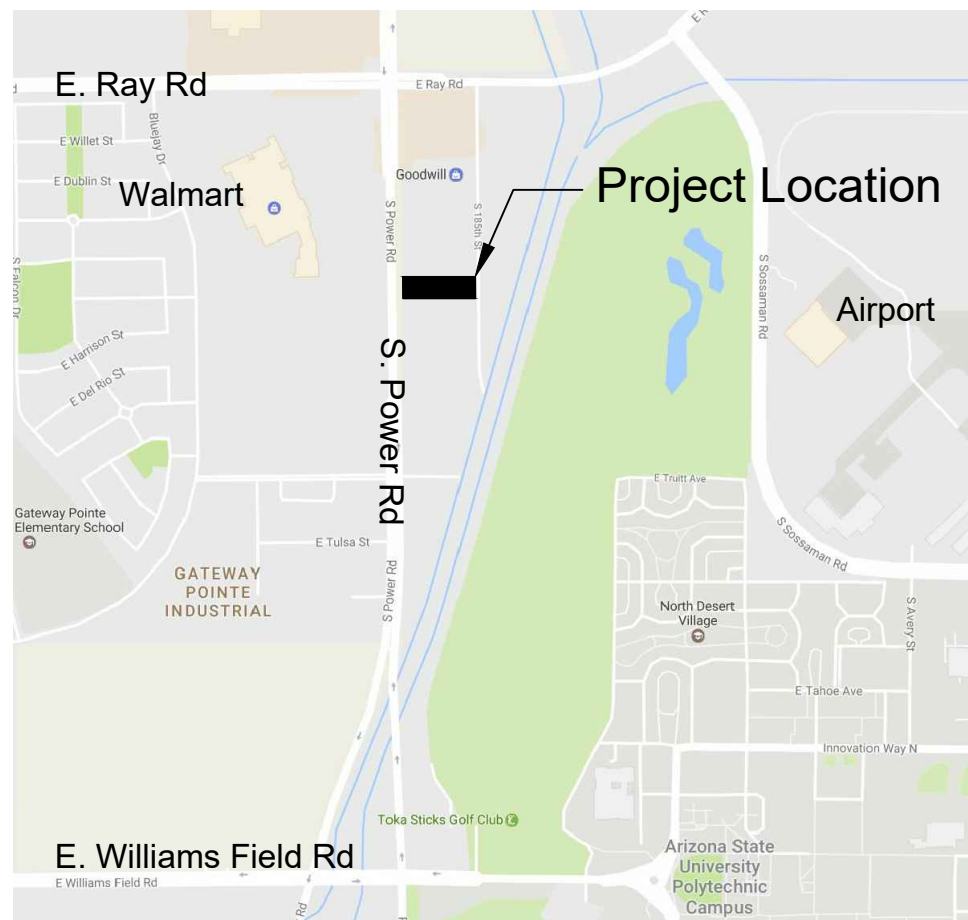 E R
E. Ray Rd
E Ray Rd
d
E Willet St
Bluejay Dr
Goodwill
Project Location
E Dublin St
Walmart
S Power Rd
S 185th St
S Falcon Dr
S Sossaman Rd
Airport
E Harrison St
S. Power Rd
E Del Rio St
E Truitt Ave
Gateway Pointe
Elementary School
E Tulsa St
S Sossaman Rd
GATEWAY
POINTE
INDUSTRIAL
S Power Rd
North Desert
Village
S Avery St
E Tahoe Ave
Innovation Way N
Toka Sticks Golf Club
E. Williams Field Rd
E Williams Field Rd
Arizona State
University
Polytechnic
Campus
Rd